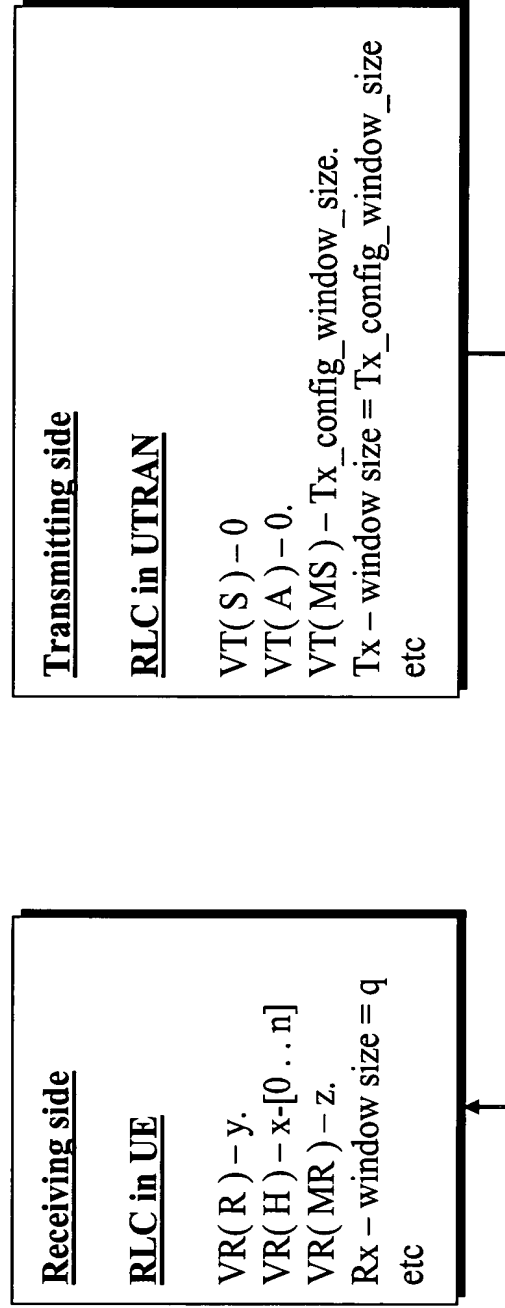 Receiving side
RLC in UE
VR( R ) – y.
VR( H ) – x-[0 . . n]
VR( MR ) – z.
Rx – window size = q
etc
Transmitting side
RLC in UTRAN
VT( S ) – 0
VT( A ) – 0.
VT( MS ) – Tx_config_window_size.
Tx – window size = Tx_config_window_size
etc